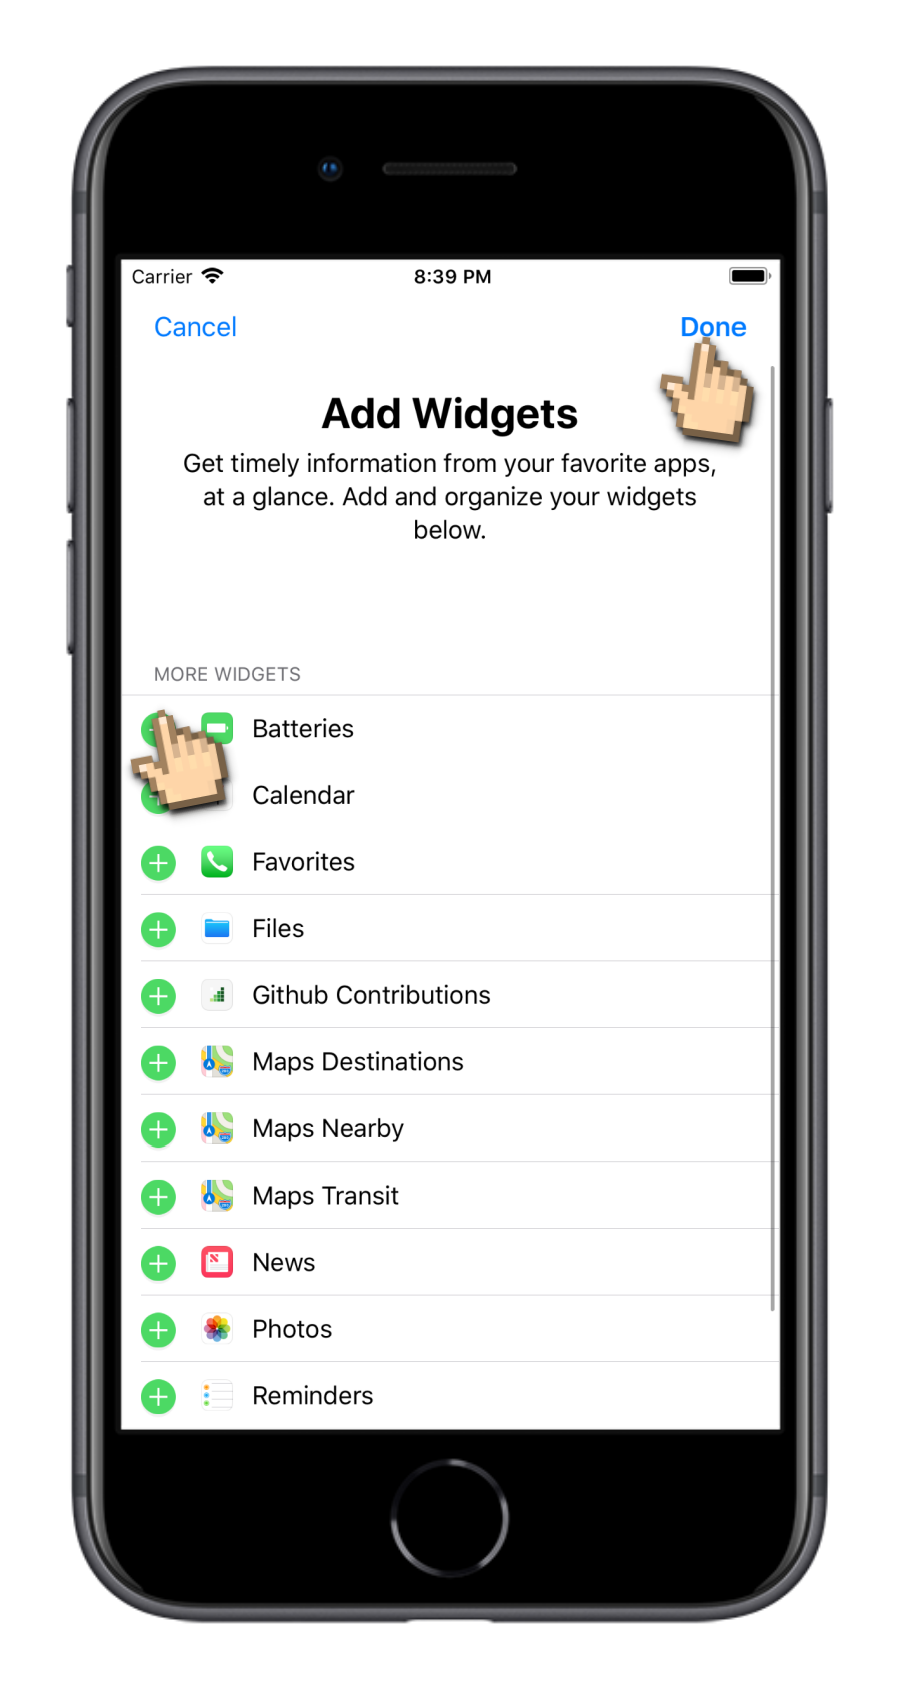 Carrier 8:39 PM
Cancel Done
Add Widgets
Get timely information from your favorite apps,
at a glance. Add and organize your widgets
below.
MORE WIDGETS
Batteries
Calendar
Favorites
Files
Github Contributions
Maps Destinations
Maps Nearby
Maps Transit
News
Photos
Reminders